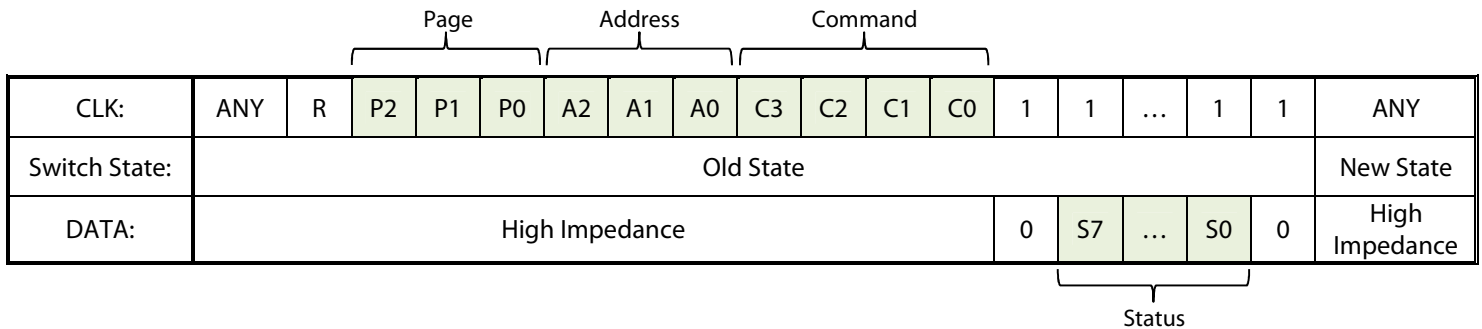 Page Address Command
CLK: ANY R P2 P1 P0 A2 A1 A0 C3 C2 C1 C0 1 1 … 1 1 ANY
Switch State: Old State New State
DATA: High Impedance 0 S7 … S0 0 High
Impedance
Status